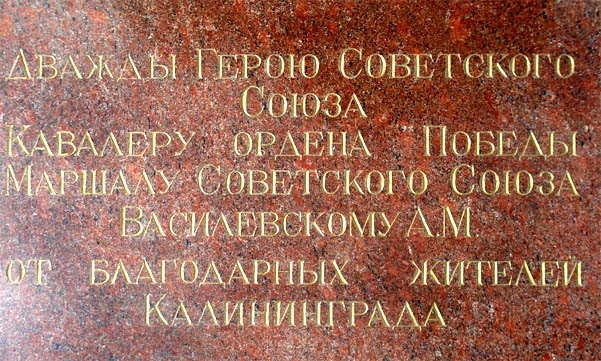 Дважды Герою Советского
Союза
Кавалеру ордена "Победы"
Маршалу Советского Союза
Василевскому А.М.
от благодарных жителей
Калининграда